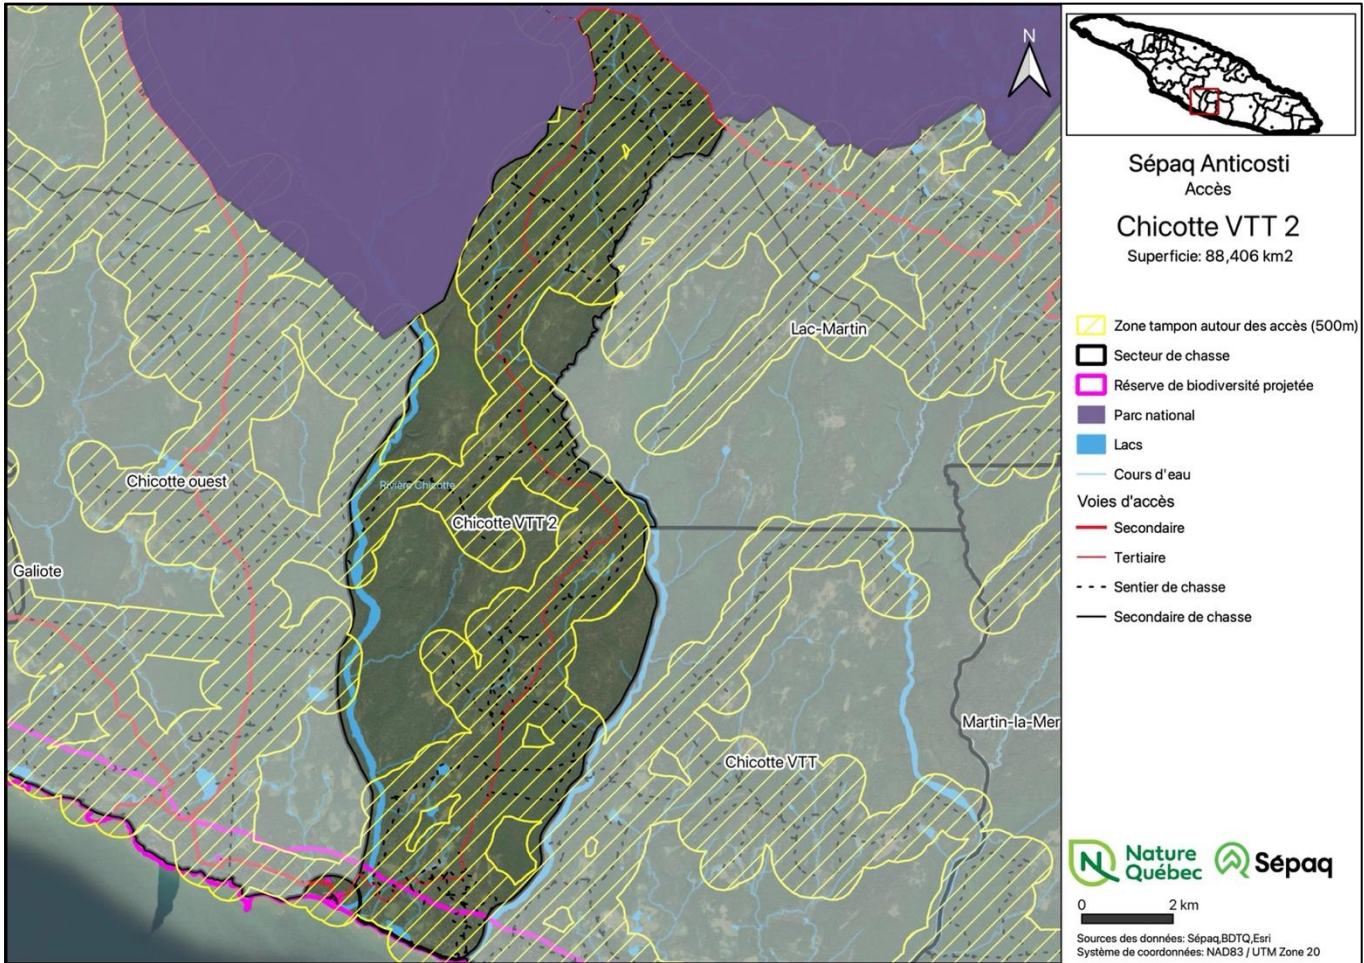 Chicotte ouest
Galiote
Rivière Chicotte
Chicotte VTT 2
Lac-Martin
Chicotte VTT
Martin-la-Mer
N
Sépaq Anticosti
Accès
Chicotte VTT 2
Superficie: 88,406 km2
Zone tampon autour des accès (500m)
Secteur de chasse
Réserve de biodiversité projetée
Parc national
Lacs
Cours d'eau
Voies d'accès
Secondaire
Tertiaire
Sentier de chasse
Secondaire de chasse
N
Nature
Québec
Sépaq
0 2 km
Sources des données: Sépaq,BDTQ,Esri
Système de coordonnées: NAD83 / UTM Zone 20